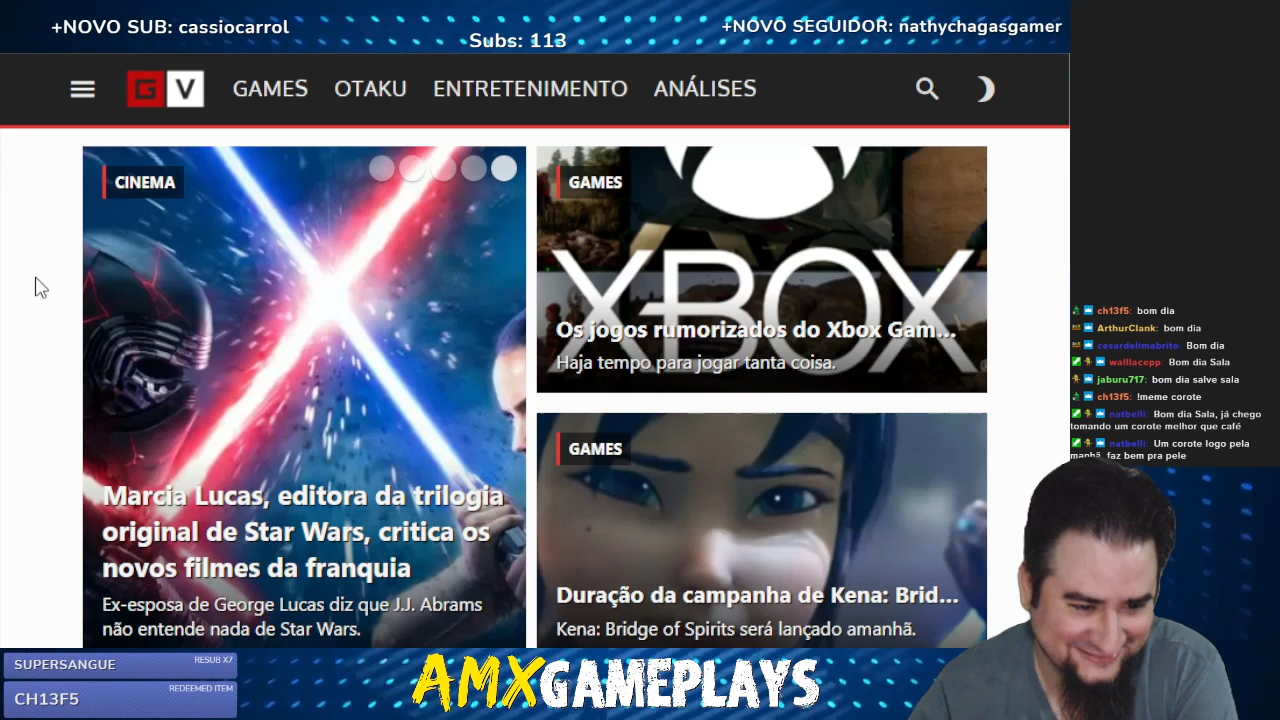 +NOVO SUB: cassiocarrol
Subs: 113
+NOVO SEGUIDOR: nathychagasgamer
G V GAMES OTAKU ENTRETENIMENTO ANÁLISES
CINEMA
Marcia Lucas, editora da trilogia
original de Star Wars, critica os
novos filmes da franquia
Ex-esposa de George Lucas diz que J.J. Abrams
não entende nada de Star Wars.
GAMES
XBOX
Os jogos rumorizados do Xbox Gam...
Haja tempo para jogar tanta coisa.
GAMES
Duração da campanha de Kena: Brid...
Kena: Bridge of Spirits será lançado amanhã.
ch13f5: bom dia
ArthurClank: bom dia
cesardelimabrito: Bom dia
walllacepp: Bom dia Sala
jaburu717: bom dia salve sala
ch13f5: !meme corote
natbelli: Bom dia Sala, já chego
tomando um corote melhor que café
natbelli: Um corote logo pela
manhã, faz bem pra pele
SUPERSANGUE RESUB X7
CH13F5 REDEEMED ITEM
AMXGAMEPLAYS